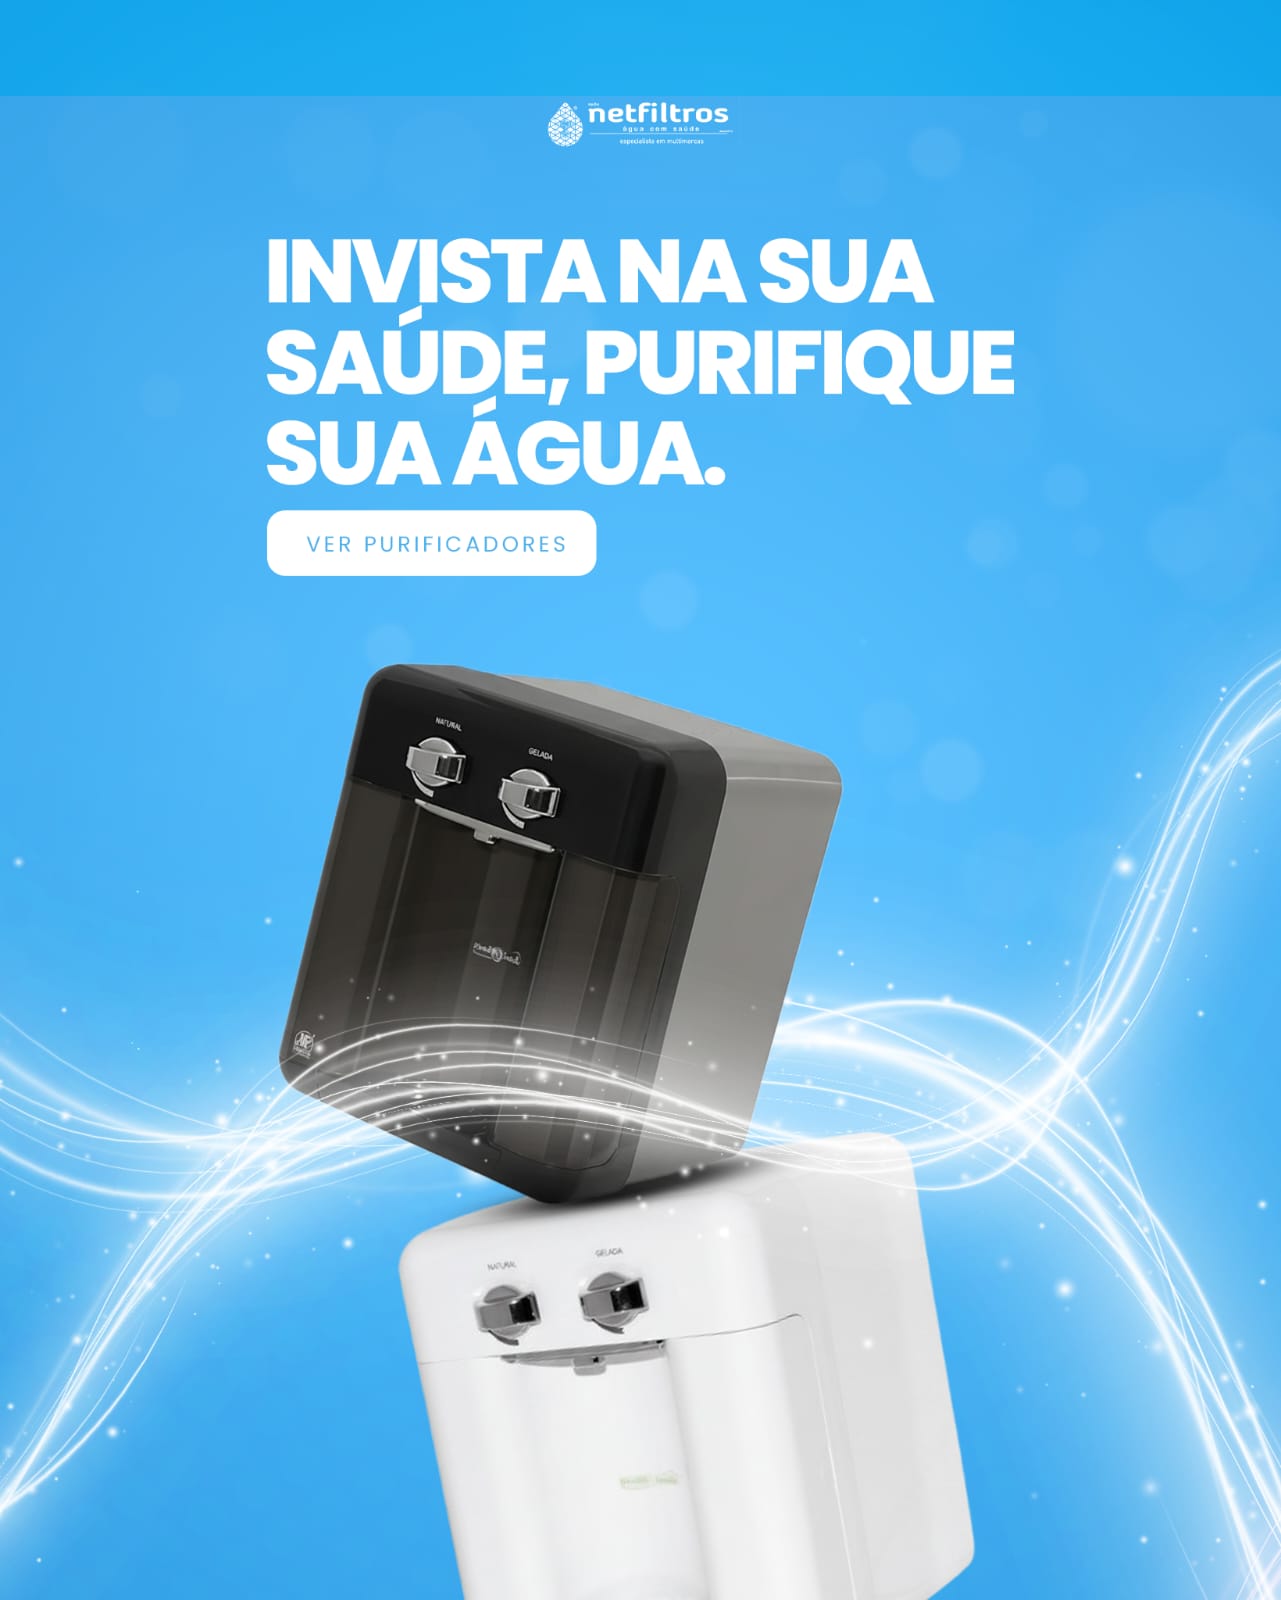 netfiltros
água com saúde
especialista em multimarcas
INVISTA NA SUA
SAÚDE, PURIFIQUE
SUA ÁGUA.
VER PURIFICADORES
NATURAL
GELADA
NATURAL
GELADA